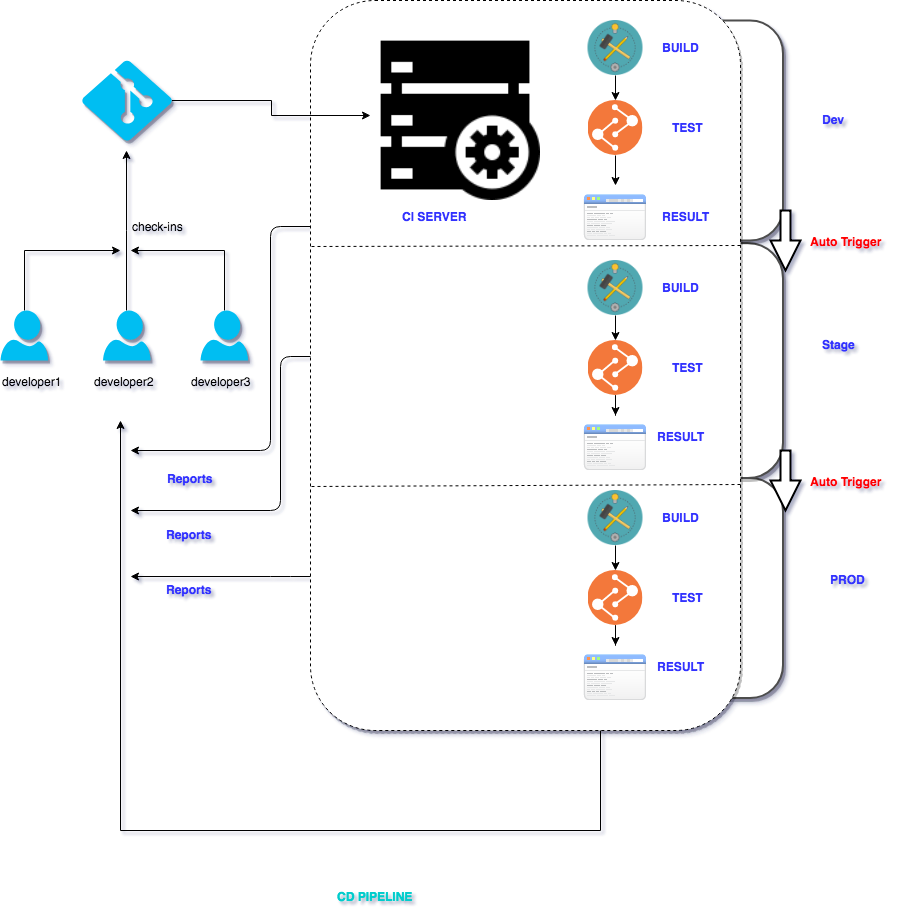 BUILD
TEST
Dev
CI SERVER
RESULT
check-ins
Auto Trigger
BUILD
Stage
TEST
developer1
developer2
developer3
RESULT
Reports
Auto Trigger
BUILD
Reports
PROD
Reports
TEST
RESULT
CD PIPELINE